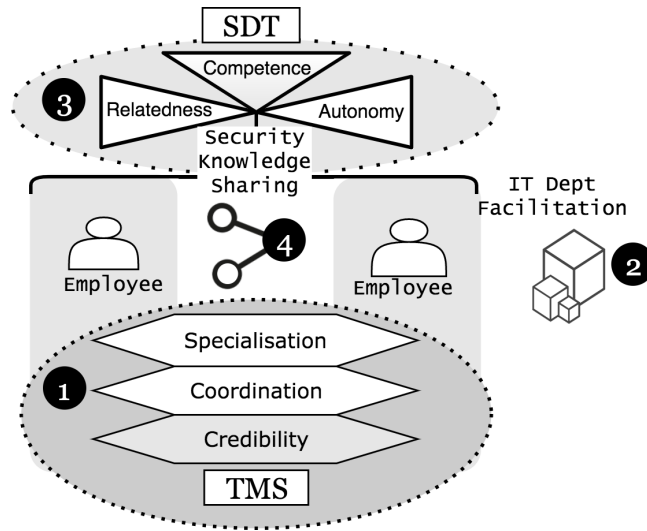 SDT
Competence
3
Relatedness
Autonomy
Security
Knowledge
Sharing
IT Dept
Facilitation
4
2
Employee
Employee
Specialisation
1
Coordination
Credibility
TMS